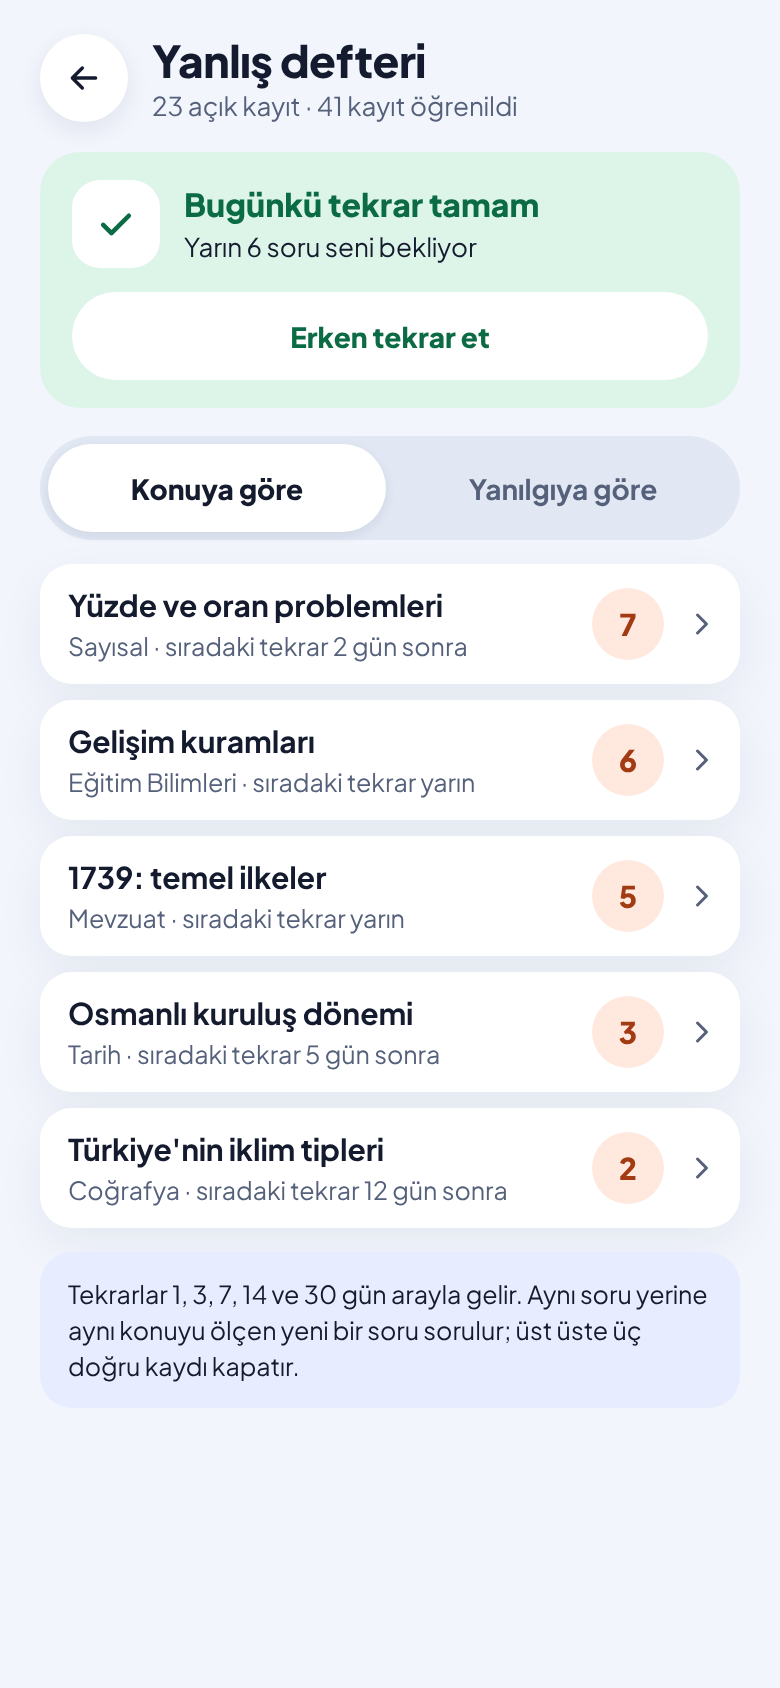 Yanlış defteri
23 açık kayıt · 41 kayıt öğrenildi
Bugünkü tekrar tamam
Yarın 6 soru seni bekliyor
Erken tekrar et
Konuya göre
Yanılgıya göre
Yüzde ve oran problemleri
Sayısal · sıradaki tekrar 2 gün sonra
7
Gelişim kuramları
Eğitim Bilimleri · sıradaki tekrar yarın
6
1739: temel ilkeler
Mevzuat · sıradaki tekrar yarın
5
Osmanlı kuruluş dönemi
Tarih · sıradaki tekrar 5 gün sonra
3
Türkiye'nin iklim tipleri
Coğrafya · sıradaki tekrar 12 gün sonra
2
Tekrarlar 1, 3, 7, 14 ve 30 gün arayla gelir. Aynı soru yerine
aynı konuyu ölçen yeni bir soru sorulur; üst üste üç
doğru kaydı kapatır.